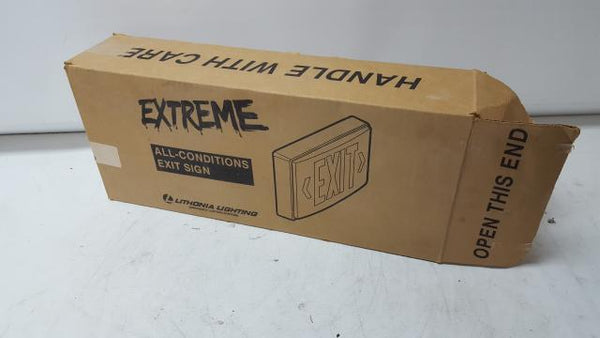 HANDLE WITH CARE
EXTREME
ALL-CONDITIONS
EXIT SIGN
EXIT
LITHONIA LIGHTING
OPEN THIS END